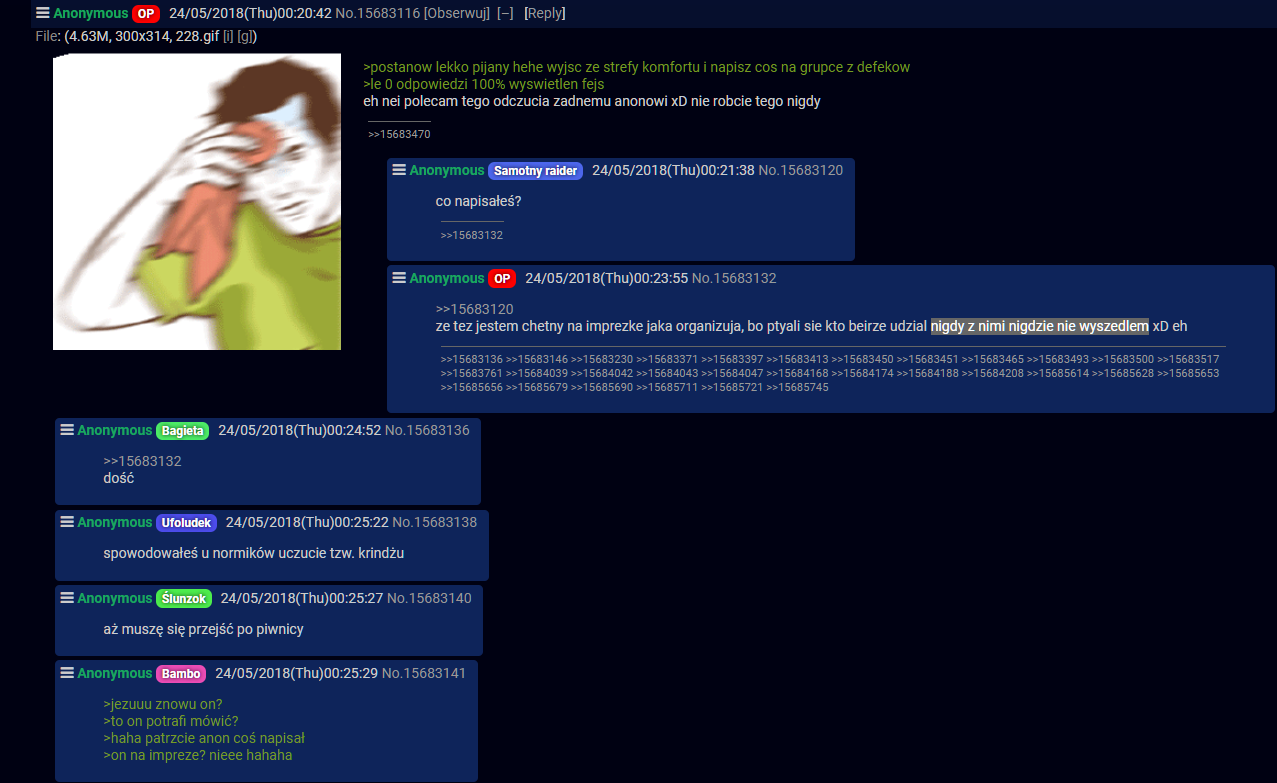 Anonymous OP 24/05/2018(Thu)00:20:42 No.15683116 [Obserwuj] [–] [Reply]
File: (4.63M, 300x314, 228.gif [i] [g])
>postanow lekko pijany hehe wyjsc ze strefy komfortu i napisz cos na grupce z defekow
>le 0 odpowiedzi 100% wyswietlen fejs
eh nei polecam tego odczucia zadnemu anonowi xD nie robcie tego nigdy
>>15683470
Anonymous Samotny raider 24/05/2018(Thu)00:21:38 No.15683120
co napisałeś?
>>15683132
Anonymous OP 24/05/2018(Thu)00:23:55 No.15683132
>>15683120
ze tez jestem chetny na imprezke jaka organizuja, bo ptyali sie kto beirze udzial nigdy z nimi nigdzie nie wyszedlem xD eh
>>15683136 >>15683146 >>15683230 >>15683371 >>15683397 >>15683413 >>15683450 >>15683451 >>15683465 >>15683493 >>15683500 >>15683517
>>15683761 >>15684039 >>15684042 >>15684043 >>15684047 >>15684168 >>15684174 >>15684188 >>15684208 >>15685614 >>15685628 >>15685653
>>15685656 >>15685679 >>15685690 >>15685711 >>15685721 >>15685745
Anonymous Bagieta 24/05/2018(Thu)00:24:52 No.15683136
>>15683132
dość
Anonymous Ufoludek 24/05/2018(Thu)00:25:22 No.15683138
spowodowałeś u normików uczucie tzw. krindżu
Anonymous Ślunzok 24/05/2018(Thu)00:25:27 No.15683140
aż muszę się przejść po piwnicy
Anonymous Bambo 24/05/2018(Thu)00:25:29 No.15683141
>jezuuu znowu on?
>to on potrafi mówić?
>haha patrzcie anon coś napisał
>on na impreze? nieee hahaha